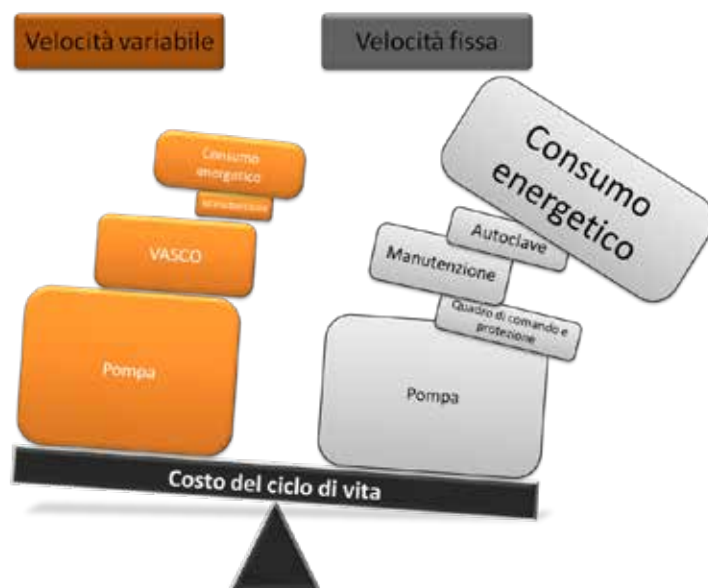 Velocità variabile
Velocità fissa
Consumo
energetico
Manutenzione
VASCO
Pompa
Consumo
energetico
Autoclave
Manutenzione
Quadro di comando e
protezione
Pompa
Costo del ciclo di vita